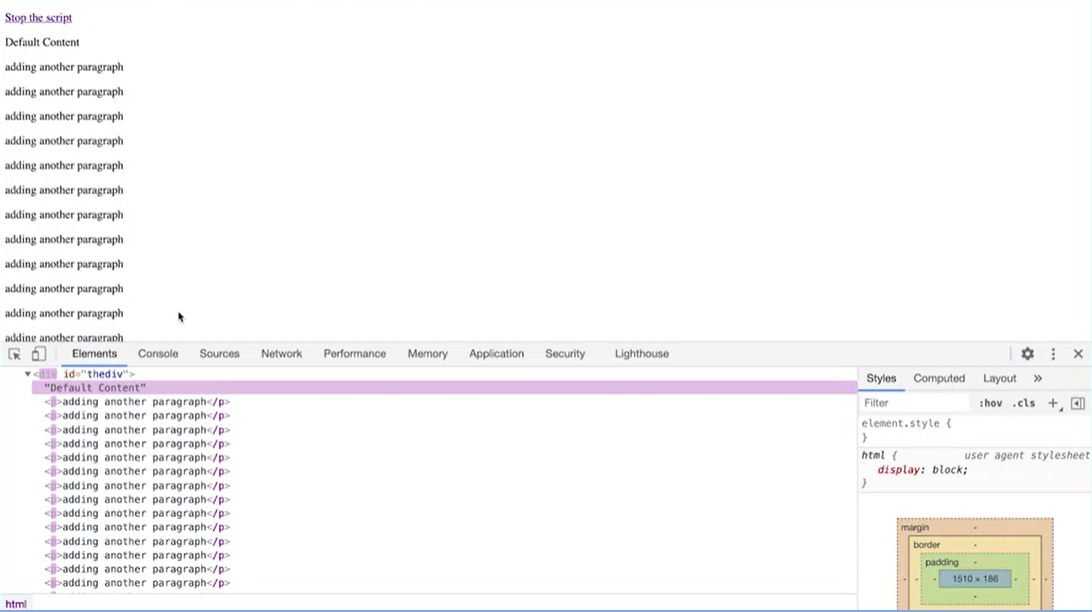 Stop the script
Default Content
adding another paragraph
adding another paragraph
adding another paragraph
adding another paragraph
adding another paragraph
adding another paragraph
adding another paragraph
adding another paragraph
adding another paragraph
adding another paragraph
adding another paragraph
adding another paragraph
Elements Console Sources Network Performance Memory Application Security Lighthouse
<div id="thediv">
"Default Content"
<p>adding another paragraph</p>
<p>adding another paragraph</p>
<p>adding another paragraph</p>
<p>adding another paragraph</p>
<p>adding another paragraph</p>
<p>adding another paragraph</p>
<p>adding another paragraph</p>
<p>adding another paragraph</p>
<p>adding another paragraph</p>
<p>adding another paragraph</p>
<p>adding another paragraph</p>
<p>adding another paragraph</p>
<p>adding another paragraph</p>
<p>adding another paragraph</p>
html
Styles Computed Layout »
Filter :hov .cls +
element.style {
}
html { user agent stylesheet
display: block;
}
margin -
border -
padding -
- - - 1510 × 186 - - -
-